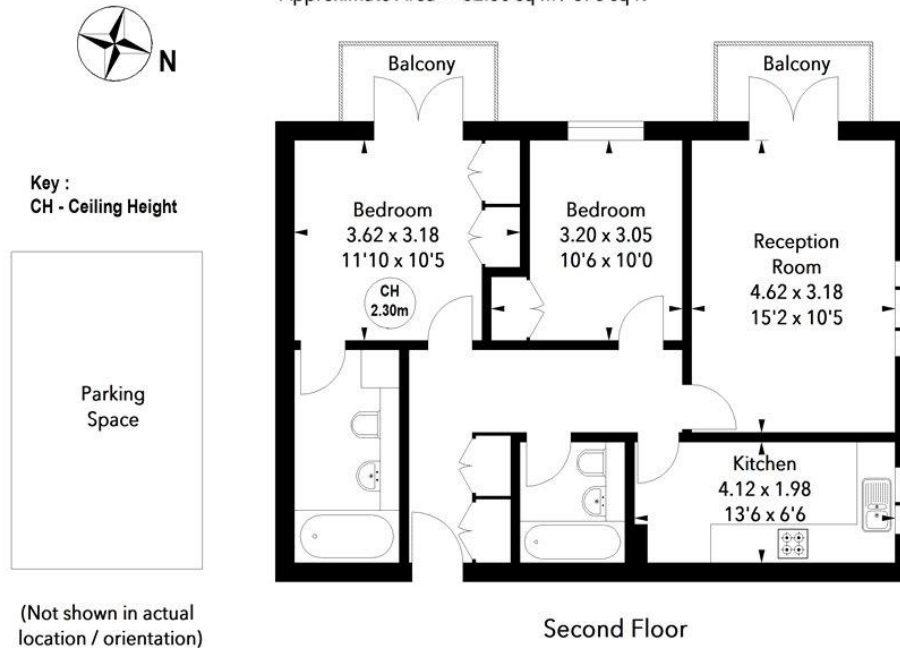 N
Key :
CH - Ceiling Height
Parking
Space
(Not shown in actual
location / orientation)
Balcony
Balcony
Bedroom
3.62 x 3.18
11'10 x 10'5
CH
2.30m
Bedroom
3.20 x 3.05
10'6 x 10'0
Reception
Room
4.62 x 3.18
15'2 x 10'5
Kitchen
4.12 x 1.98
13'6 x 6'6
Second Floor